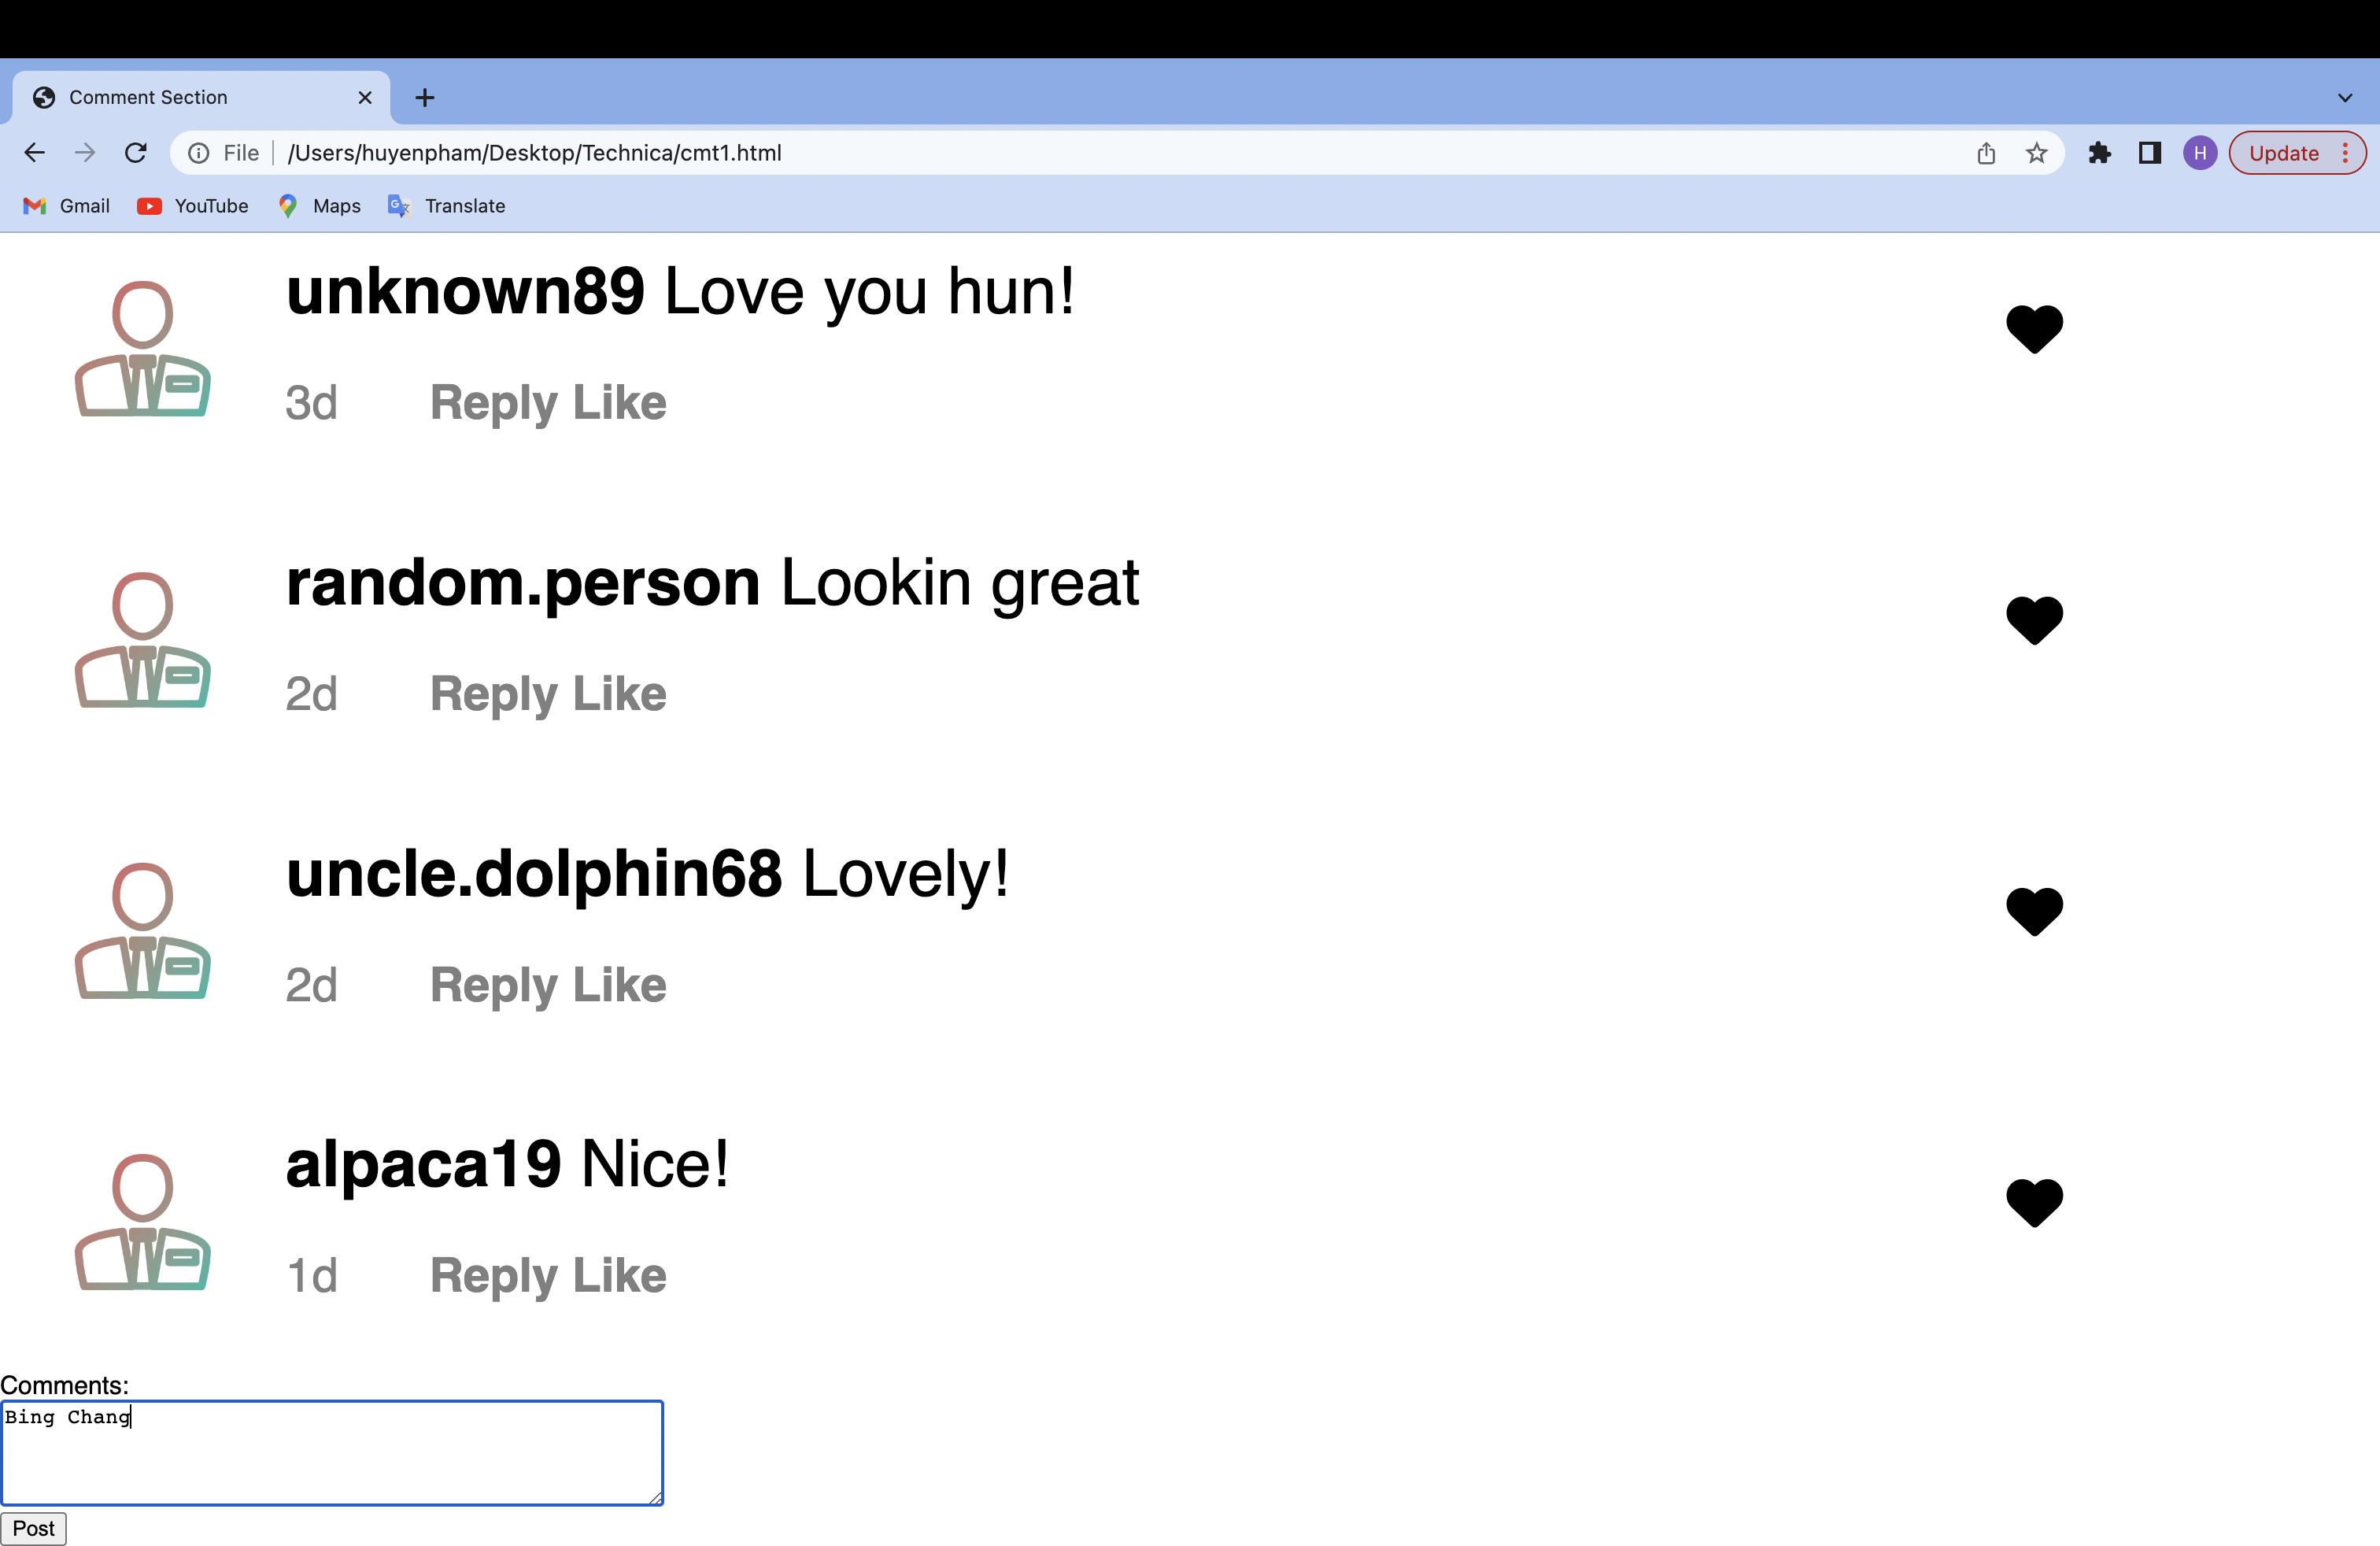 Comment Section
File /Users/huyenpham/Desktop/Technica/cmt1.html H Update
Gmail YouTube Maps Translate
unknown89 Love you hun!
3d Reply Like
random.person Lookin great
2d Reply Like
uncle.dolphin68 Lovely!
2d Reply Like
alpaca19 Nice!
1d Reply Like
Comments:
Bing Chang
Post